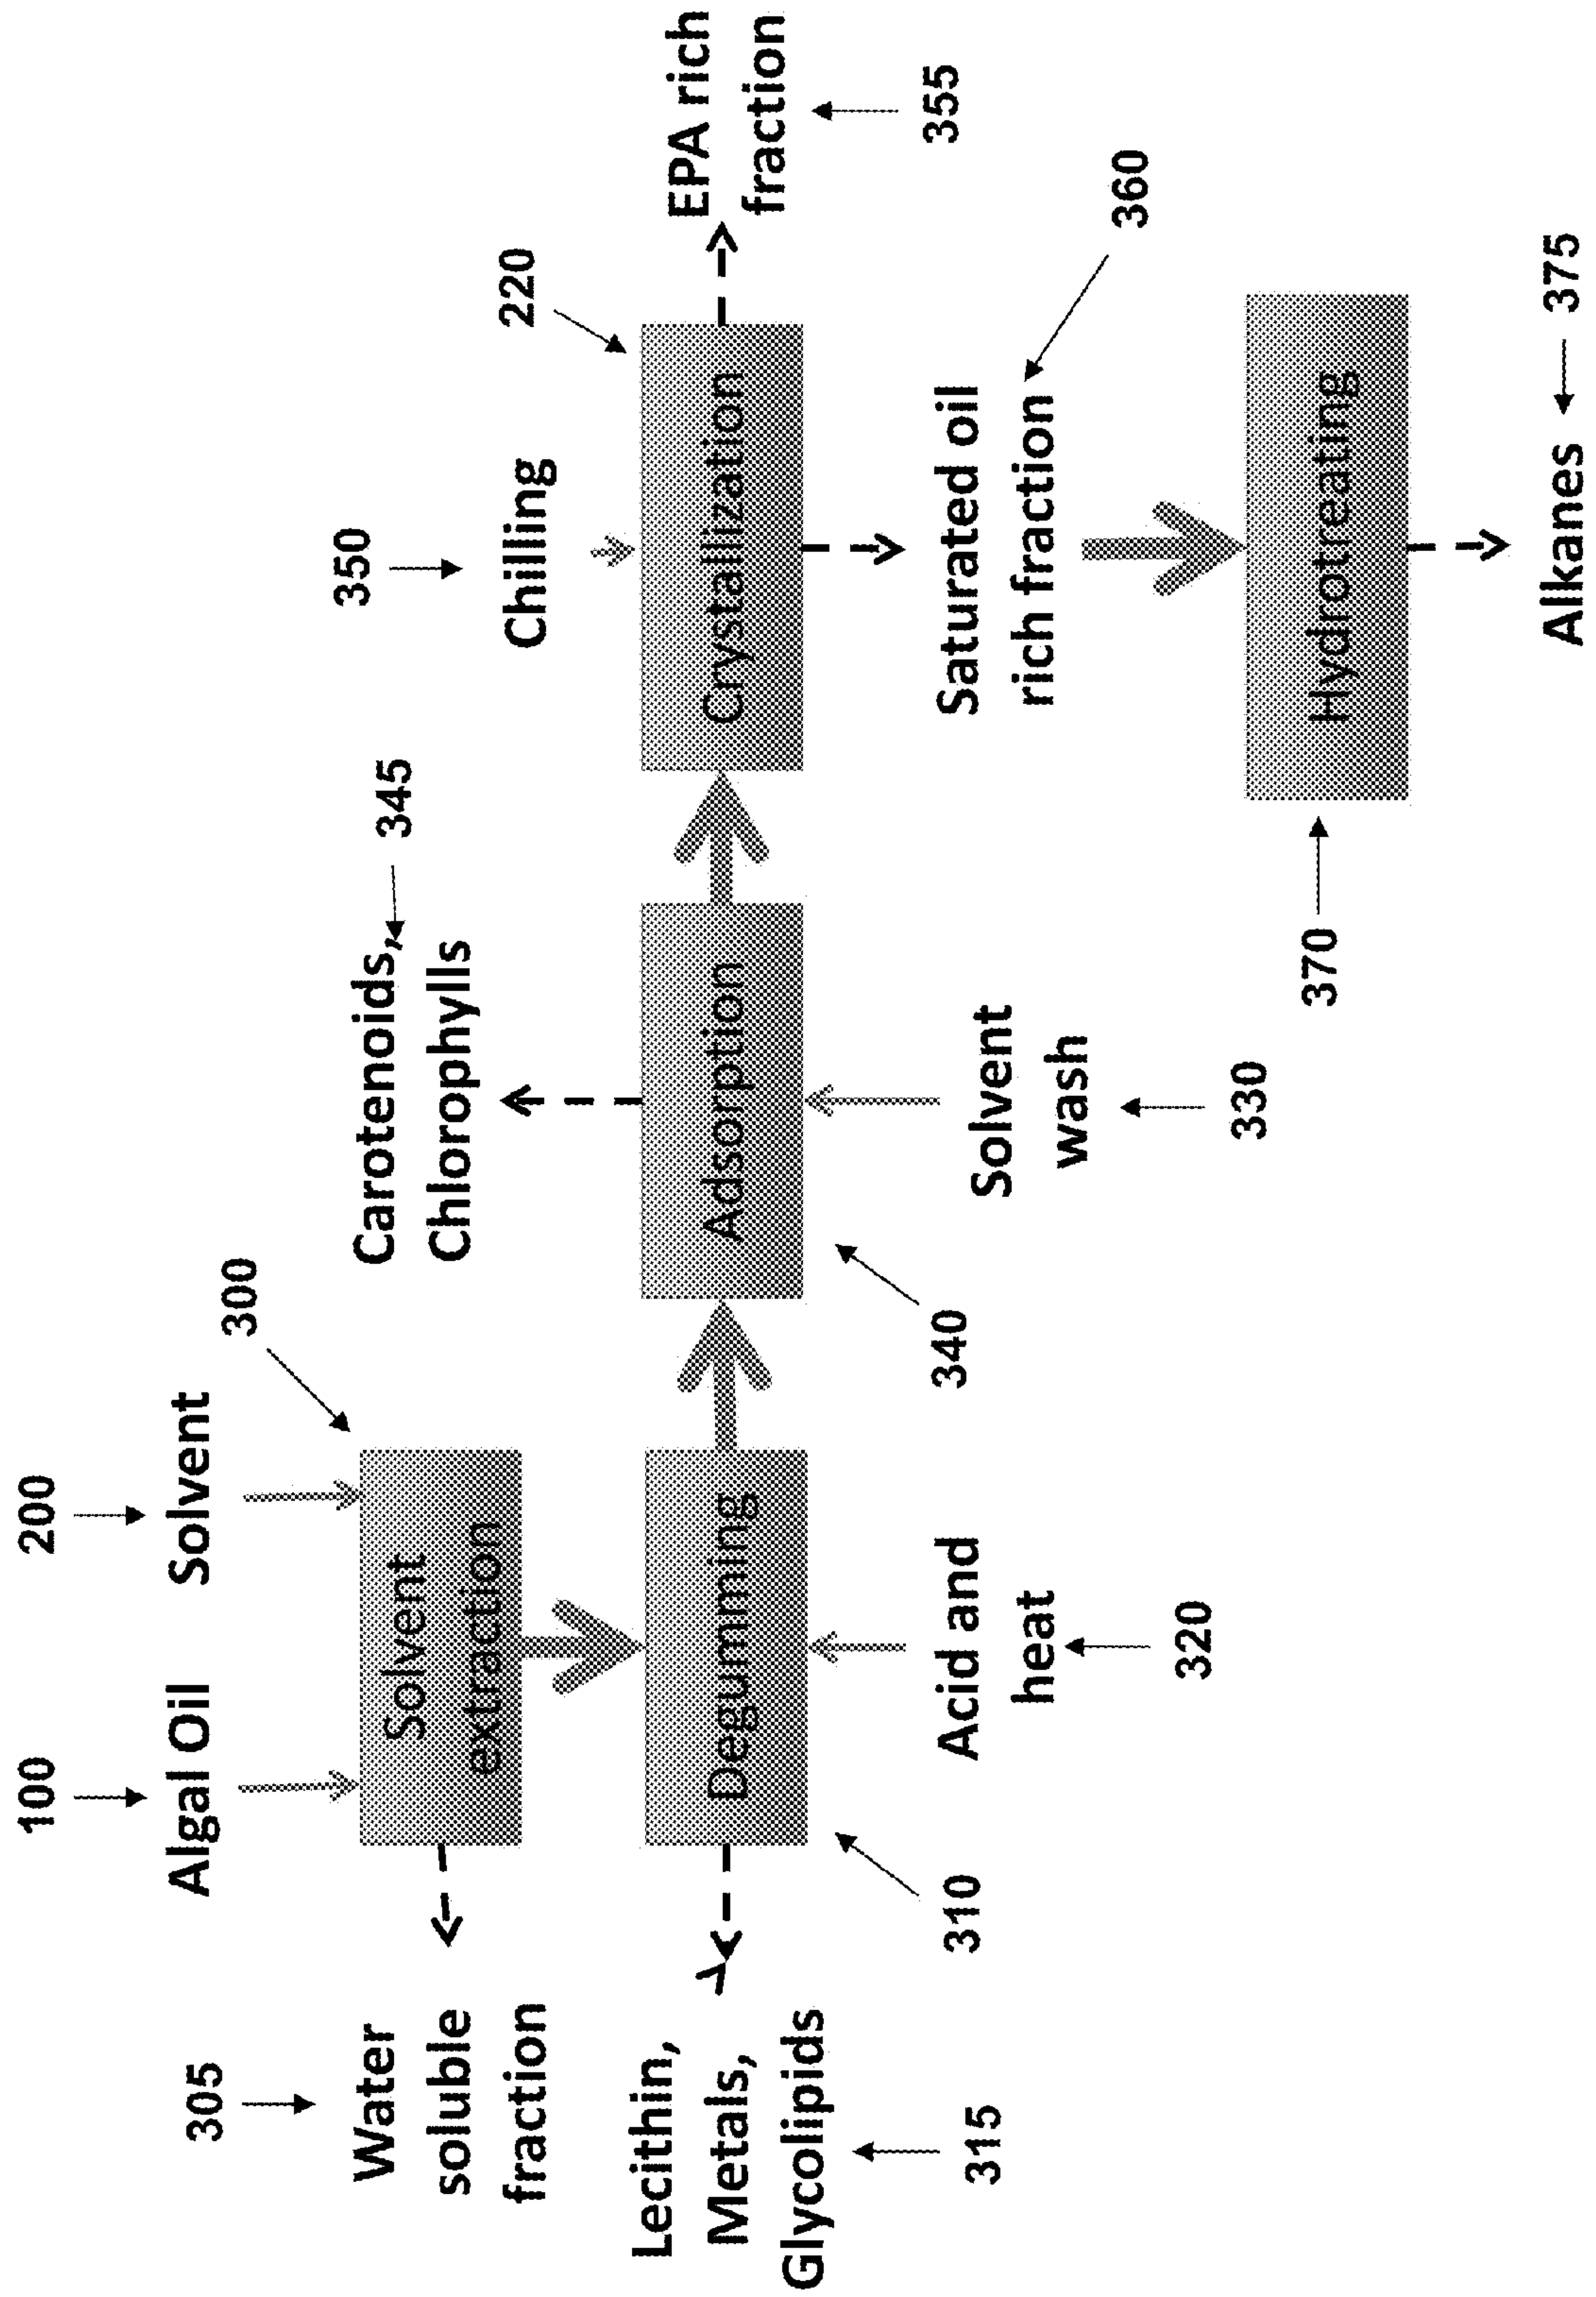 100
200
Algal Oil
Solvent
300
305
Water
soluble
fraction
Solvent
extraction
Carotenoids,
Chlorophylls
345
350
Chilling
220
Lecithin,
Metals,
Glycolipids
315
Degumming
310
Adsorption
340
Crystallization
EPA rich
fraction
355
Acid and
heat
320
Solvent
wash
330
Saturated oil
rich fraction
360
370
Hydrotreating
Alkanes
375